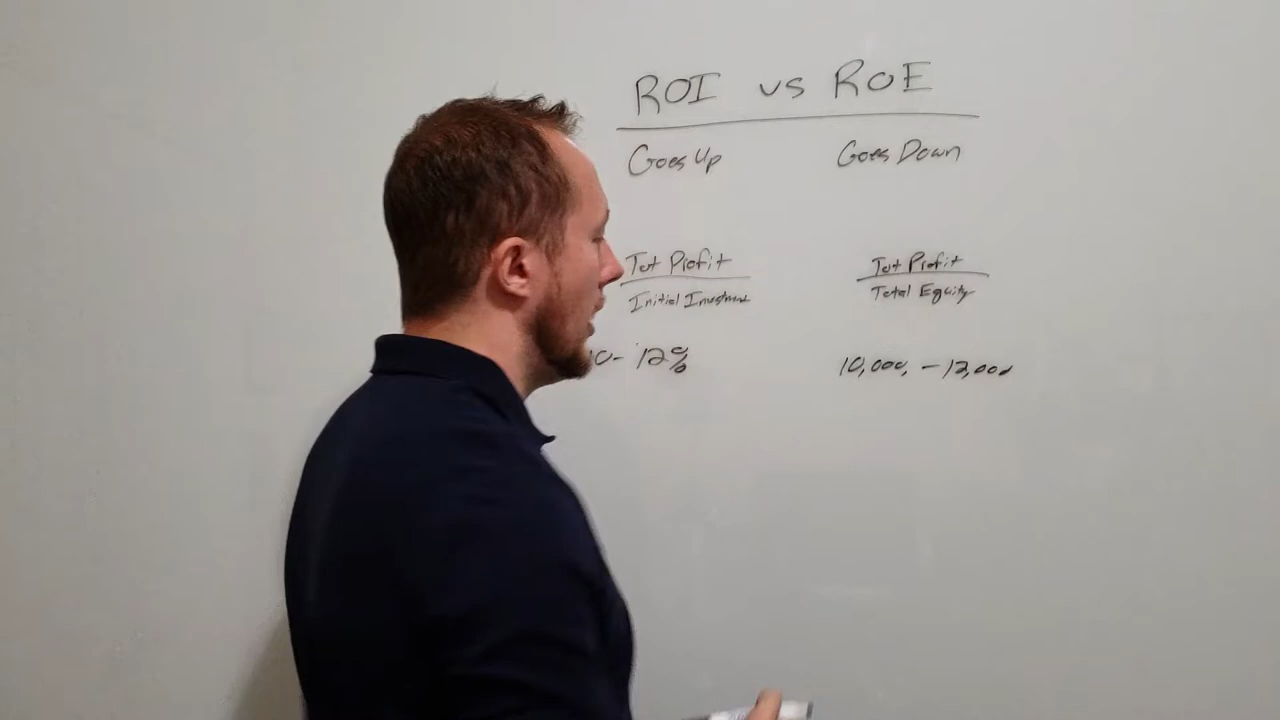 ROI vs ROE
Goes Up Goes Down
Tot Profit Tot Profit
Initial Investment Total Equity
10- 12% 10,000, - 12,000